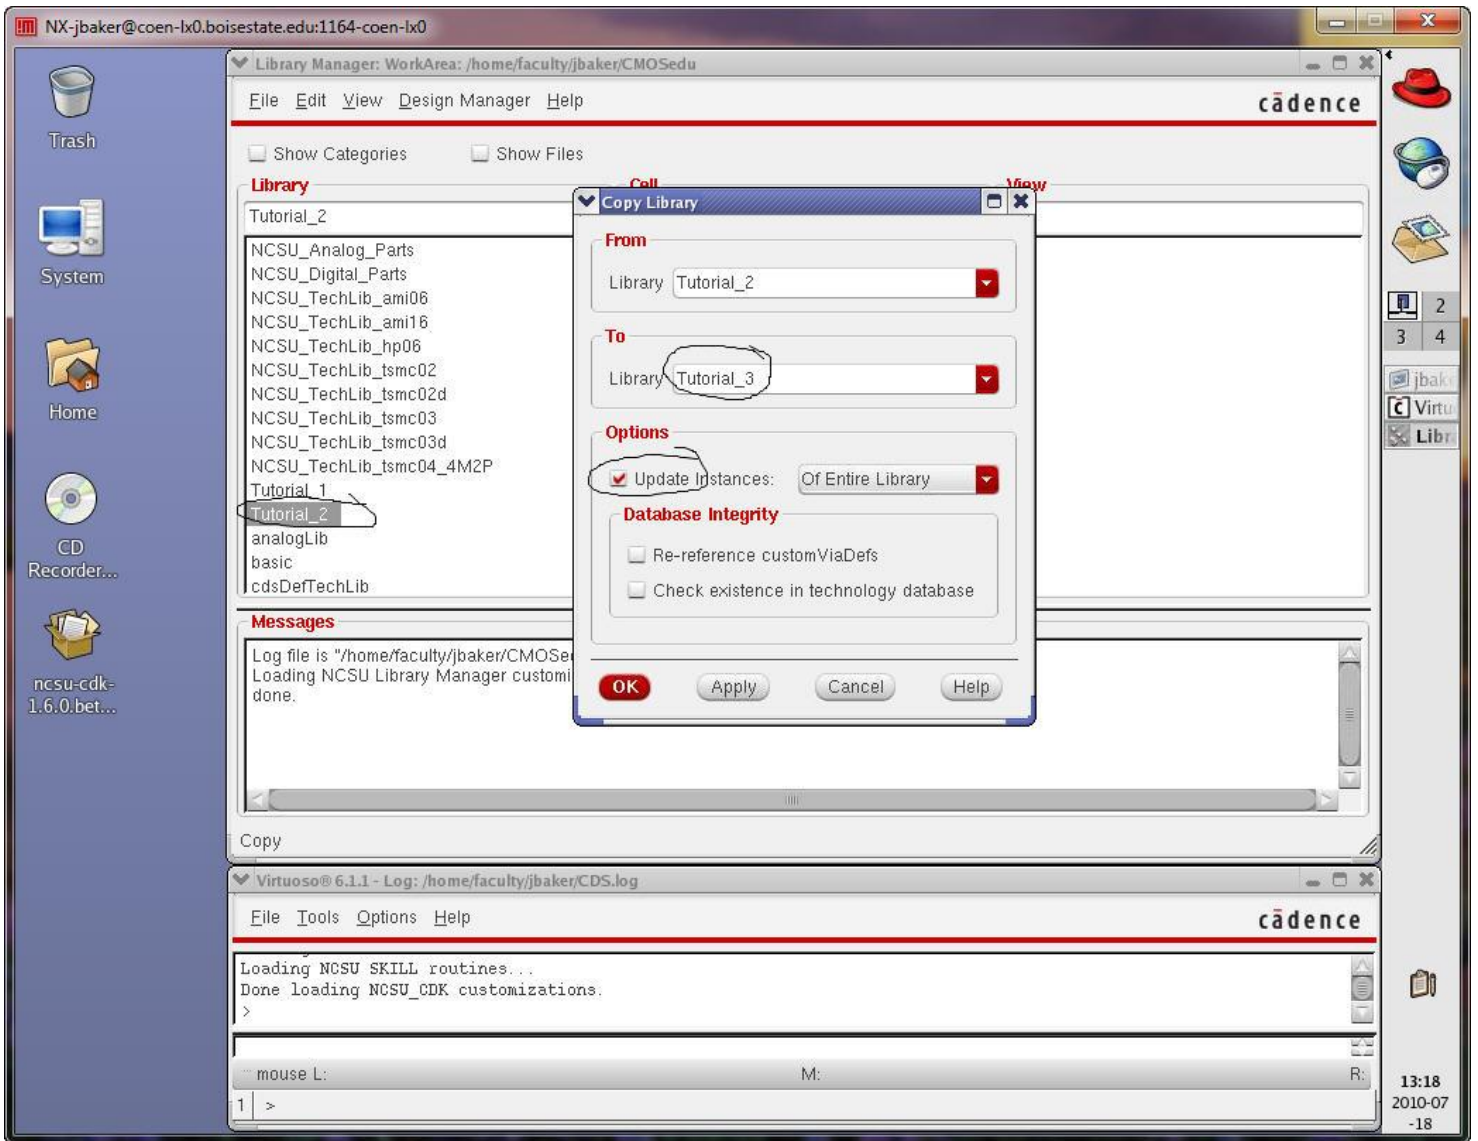 NX-jbaker@coen-lx0.boisestate.edu:1164-coen-lx0
Trash
System
Home
CD
Recorder...
ncsu-cdk-
1.6.0.bet...
Library Manager: WorkArea: /home/faculty/jbaker/CMOSedu
File Edit View Design Manager Help
cādence
Show Categories Show Files
Library Cell View
Tutorial_2
NCSU_Analog_Parts
NCSU_Digital_Parts
NCSU_TechLib_ami06
NCSU_TechLib_ami16
NCSU_TechLib_hp06
NCSU_TechLib_tsmc02
NCSU_TechLib_tsmc02d
NCSU_TechLib_tsmc03
NCSU_TechLib_tsmc03d
NCSU_TechLib_tsmc04_4M2P
Tutorial_1
Tutorial_2
analogLib
basic
cdsDefTechLib
Copy Library
From
Library Tutorial_2
To
Library Tutorial_3
Options
Update Instances: Of Entire Library
Database Integrity
Re-reference customViaDefs
Check existence in technology database
OK Apply Cancel Help
Messages
Log file is "/home/faculty/jbaker/CMOSe
Loading NCSU Library Manager customi
done.
Copy
Virtuoso® 6.1.1 - Log: /home/faculty/jbaker/CDS.log
File Tools Options Help
cādence
Loading NCSU SKILL routines...
Done loading NCSU_CDK customizations.
>
mouse L: M: R:
1 >
2
3 4
jbake
Virtu
Libr
13:18
2010-07
-18